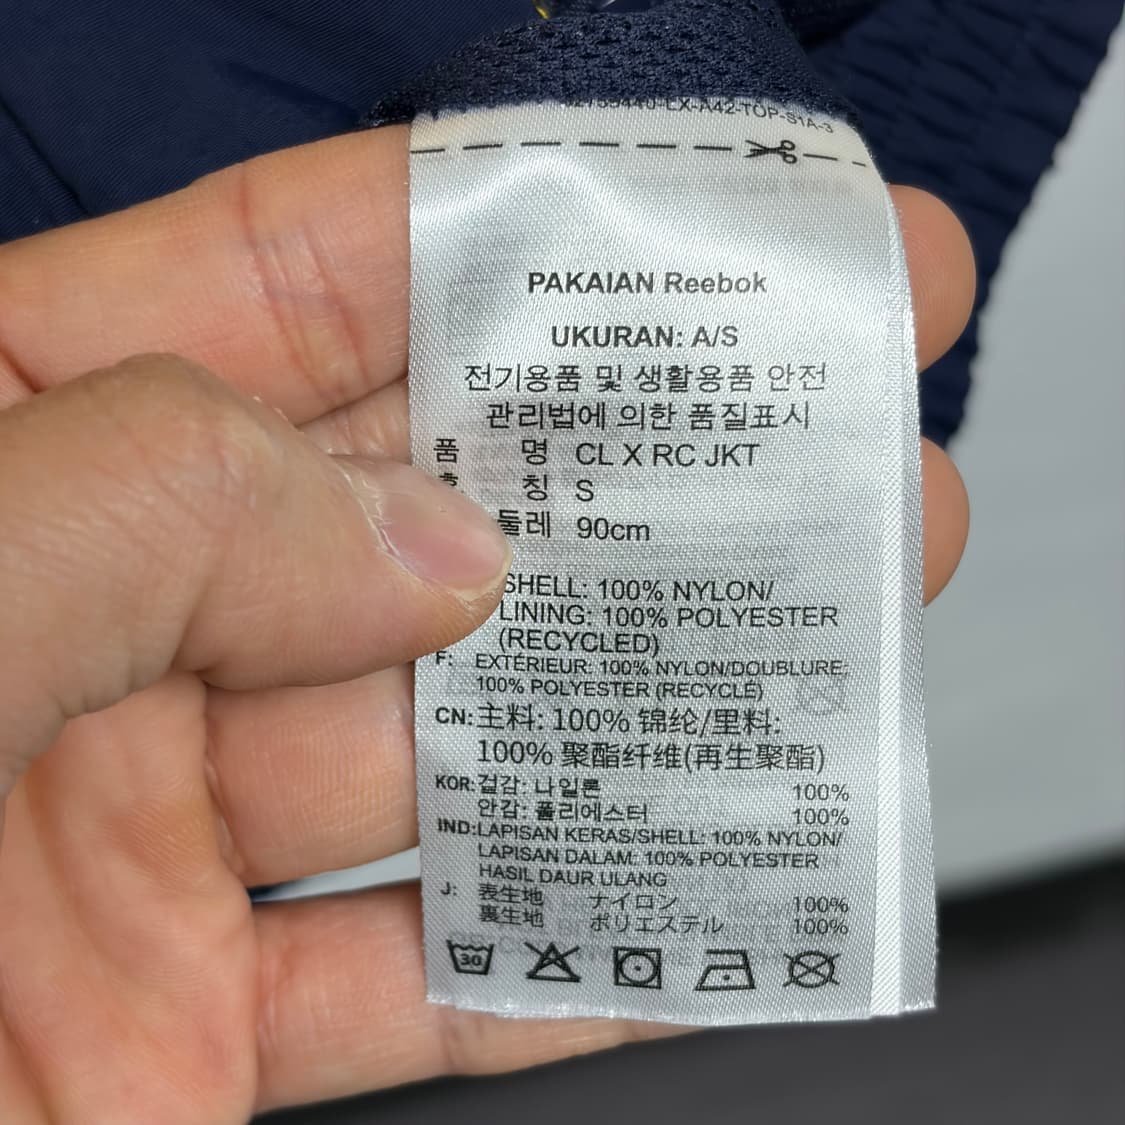 TOP-S1A-3
PAKAIAN Reebok
UKURAN: A/S
전기용품 및 생활용품 안전
관리법에 의한 품질표시
품 명 CL X RC JKT
칭 S
둘레 90cm
SHELL: 100% NYLON/
LINING: 100% POLYESTER
(RECYCLED)
F: EXTÉRIEUR: 100% NYLON/DOUBLURE:
100% POLYESTER (RECYCLÉ)
CN: 主料: 100% 锦纶/里料:
100% 聚酯纤维(再生聚酯)
KOR: 겉감: 나일론 100%
안감: 폴리에스터 100%
IND: LAPISAN KERAS/SHELL: 100% NYLON/
LAPISAN DALAM: 100% POLYESTER
HASIL DAUR ULANG
J: 表生地 ナイロン 100%
裏生地 ポリエステル 100%
30